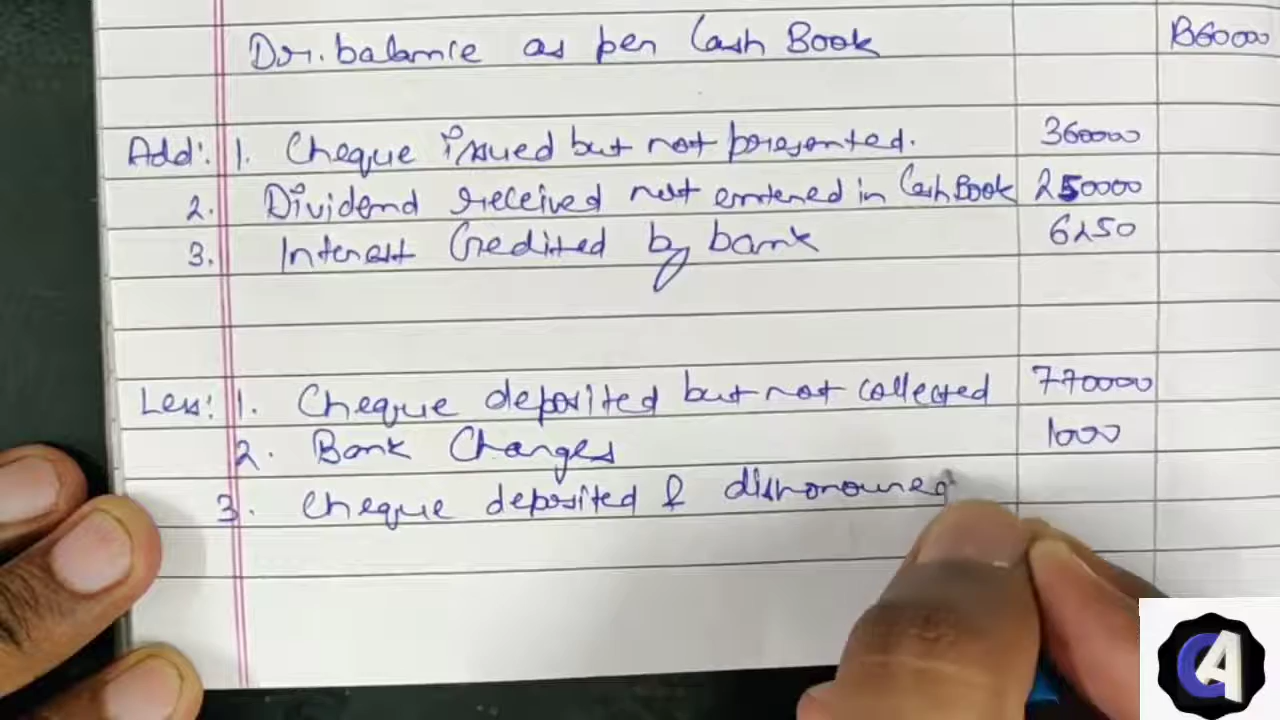 Dr. balance as per Cash Book 1360000
Add: 1. Cheque issued but not presented. 360000
2. Dividend received not entered in Cash Book 250000
3. Interest Credited by bank 6250
Less: 1. Cheque deposited but not collected 770000
2. Bank Charges 1000
3. Cheque deposited & dishonoured
CA